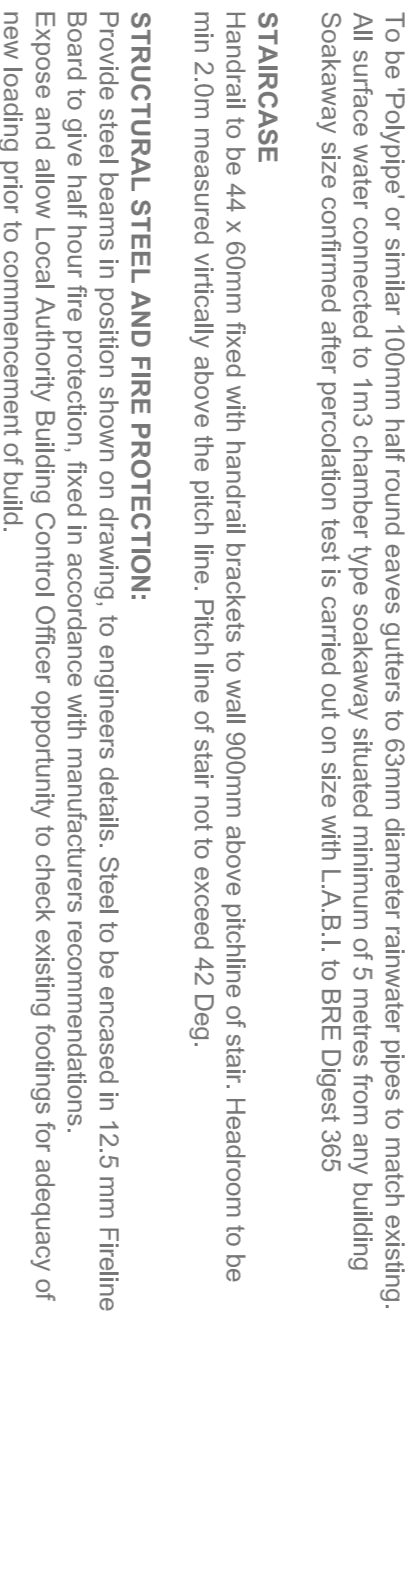 To be 'Polypipe' or similar 100mm half round eaves gutters to 63mm diameter rainwater pipes to match existing.
All surface water connected to 1m3 chamber type soakaway situated minimum of 5 metres from any building
Soakaway size confirmed after percolation test is carried out on size with L.A.B.I. to BRE Digest 365
STAIRCASE
Handrail to be 44 x 60mm fixed with handrail brackets to wall 900mm above pitchline of stair. Headroom to be
min 2.0m measured virtically above the pitch line. Pitch line of stair not to exceed 42 Deg.
STRUCTURAL STEEL AND FIRE PROTECTION:
Provide steel beams in position shown on drawing, to engineers details. Steel to be encased in 12.5 mm Fireline
Board to give half hour fire protection, fixed in accordance with manufacturers recommendations.
Expose and allow Local Authority Building Control Officer opportunity to check existing footings for adequacy of
new loading prior to commencement of build.